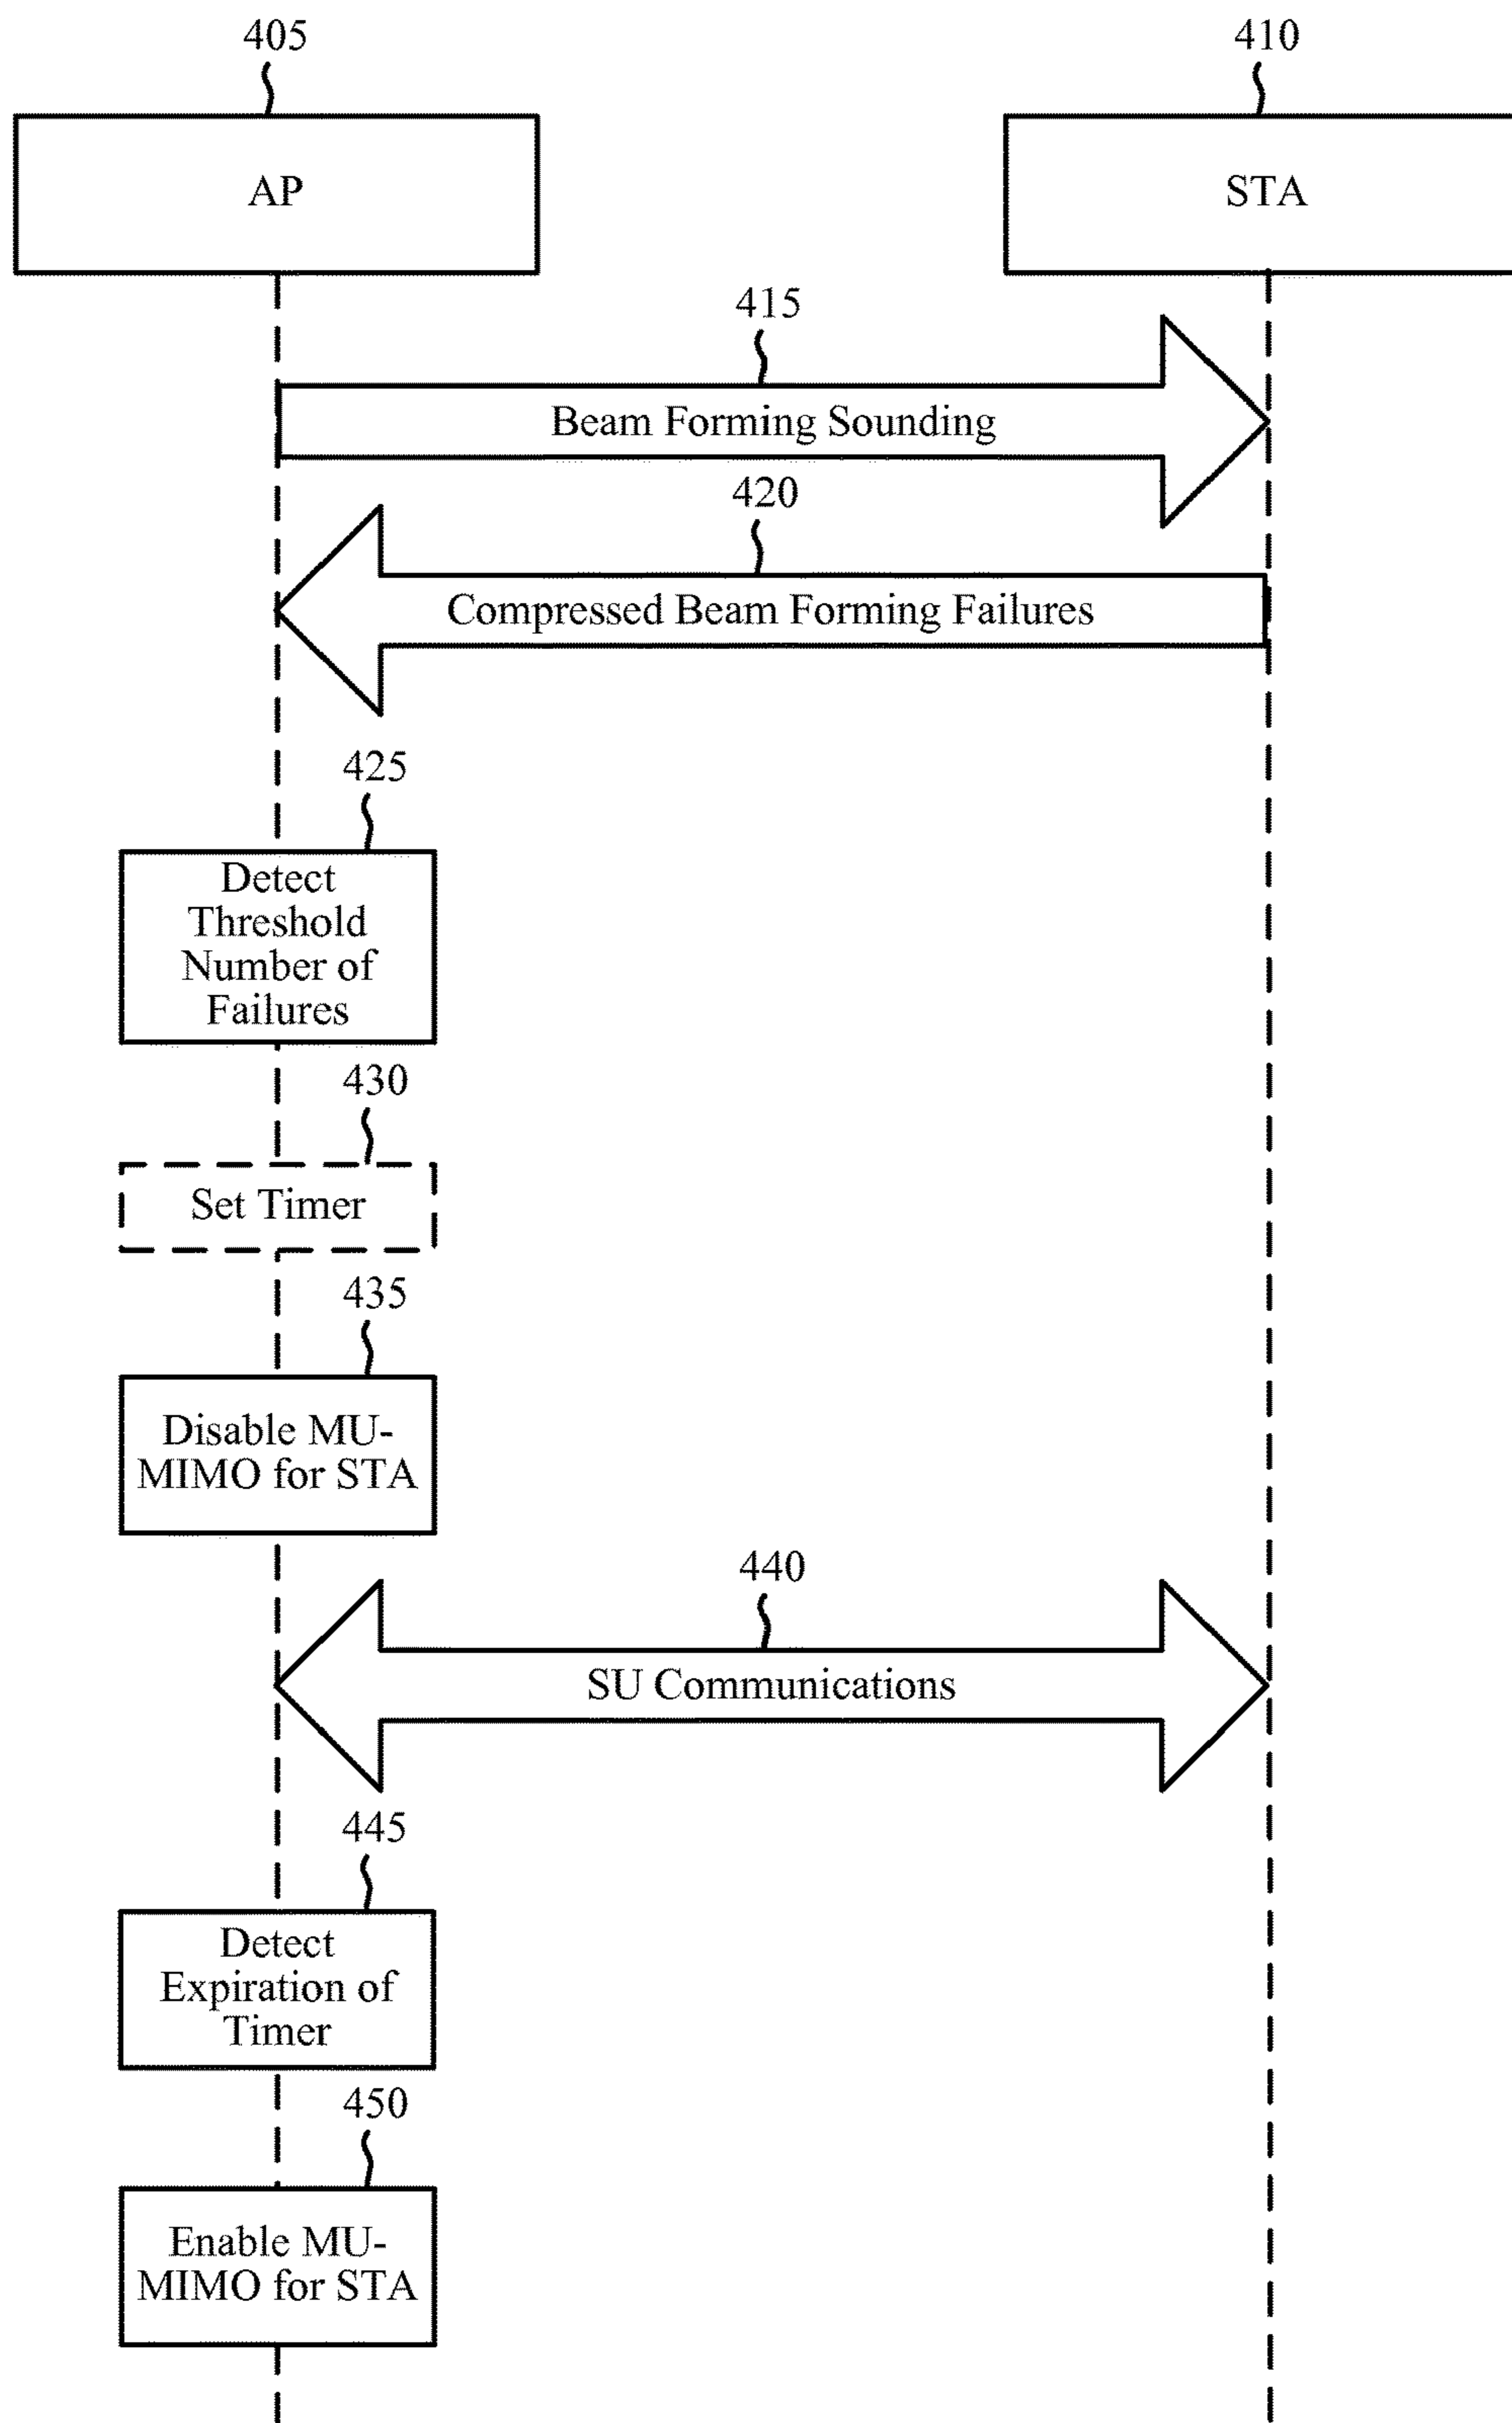 405
410
AP
STA
415
Beam Forming Sounding
420
Compressed Beam Forming Failures
425
Detect
Threshold
Number of
Failures
430
Set Timer
435
Disable MU-
MIMO for STA
440
SU Communications
445
Detect
Expiration of
Timer
450
Enable MU-
MIMO for STA